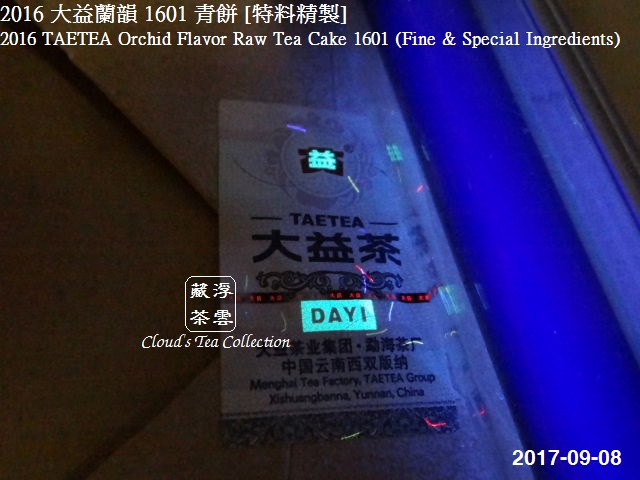 2016 大益蘭韻 1601 青餅 [特料精製]
2016 TAETEA Orchid Flavor Raw Tea Cake 1601 (Fine & Special Ingredients)
益
TAETEA
大益茶
藏浮
茶雲
Cloud's Tea Collection
DAYI
大益茶业集团·勐海茶厂
中国云南西双版纳
Menghai Tea Factory, TAETEA Group
Xishuangbanna, Yunnan, China
2017-09-08